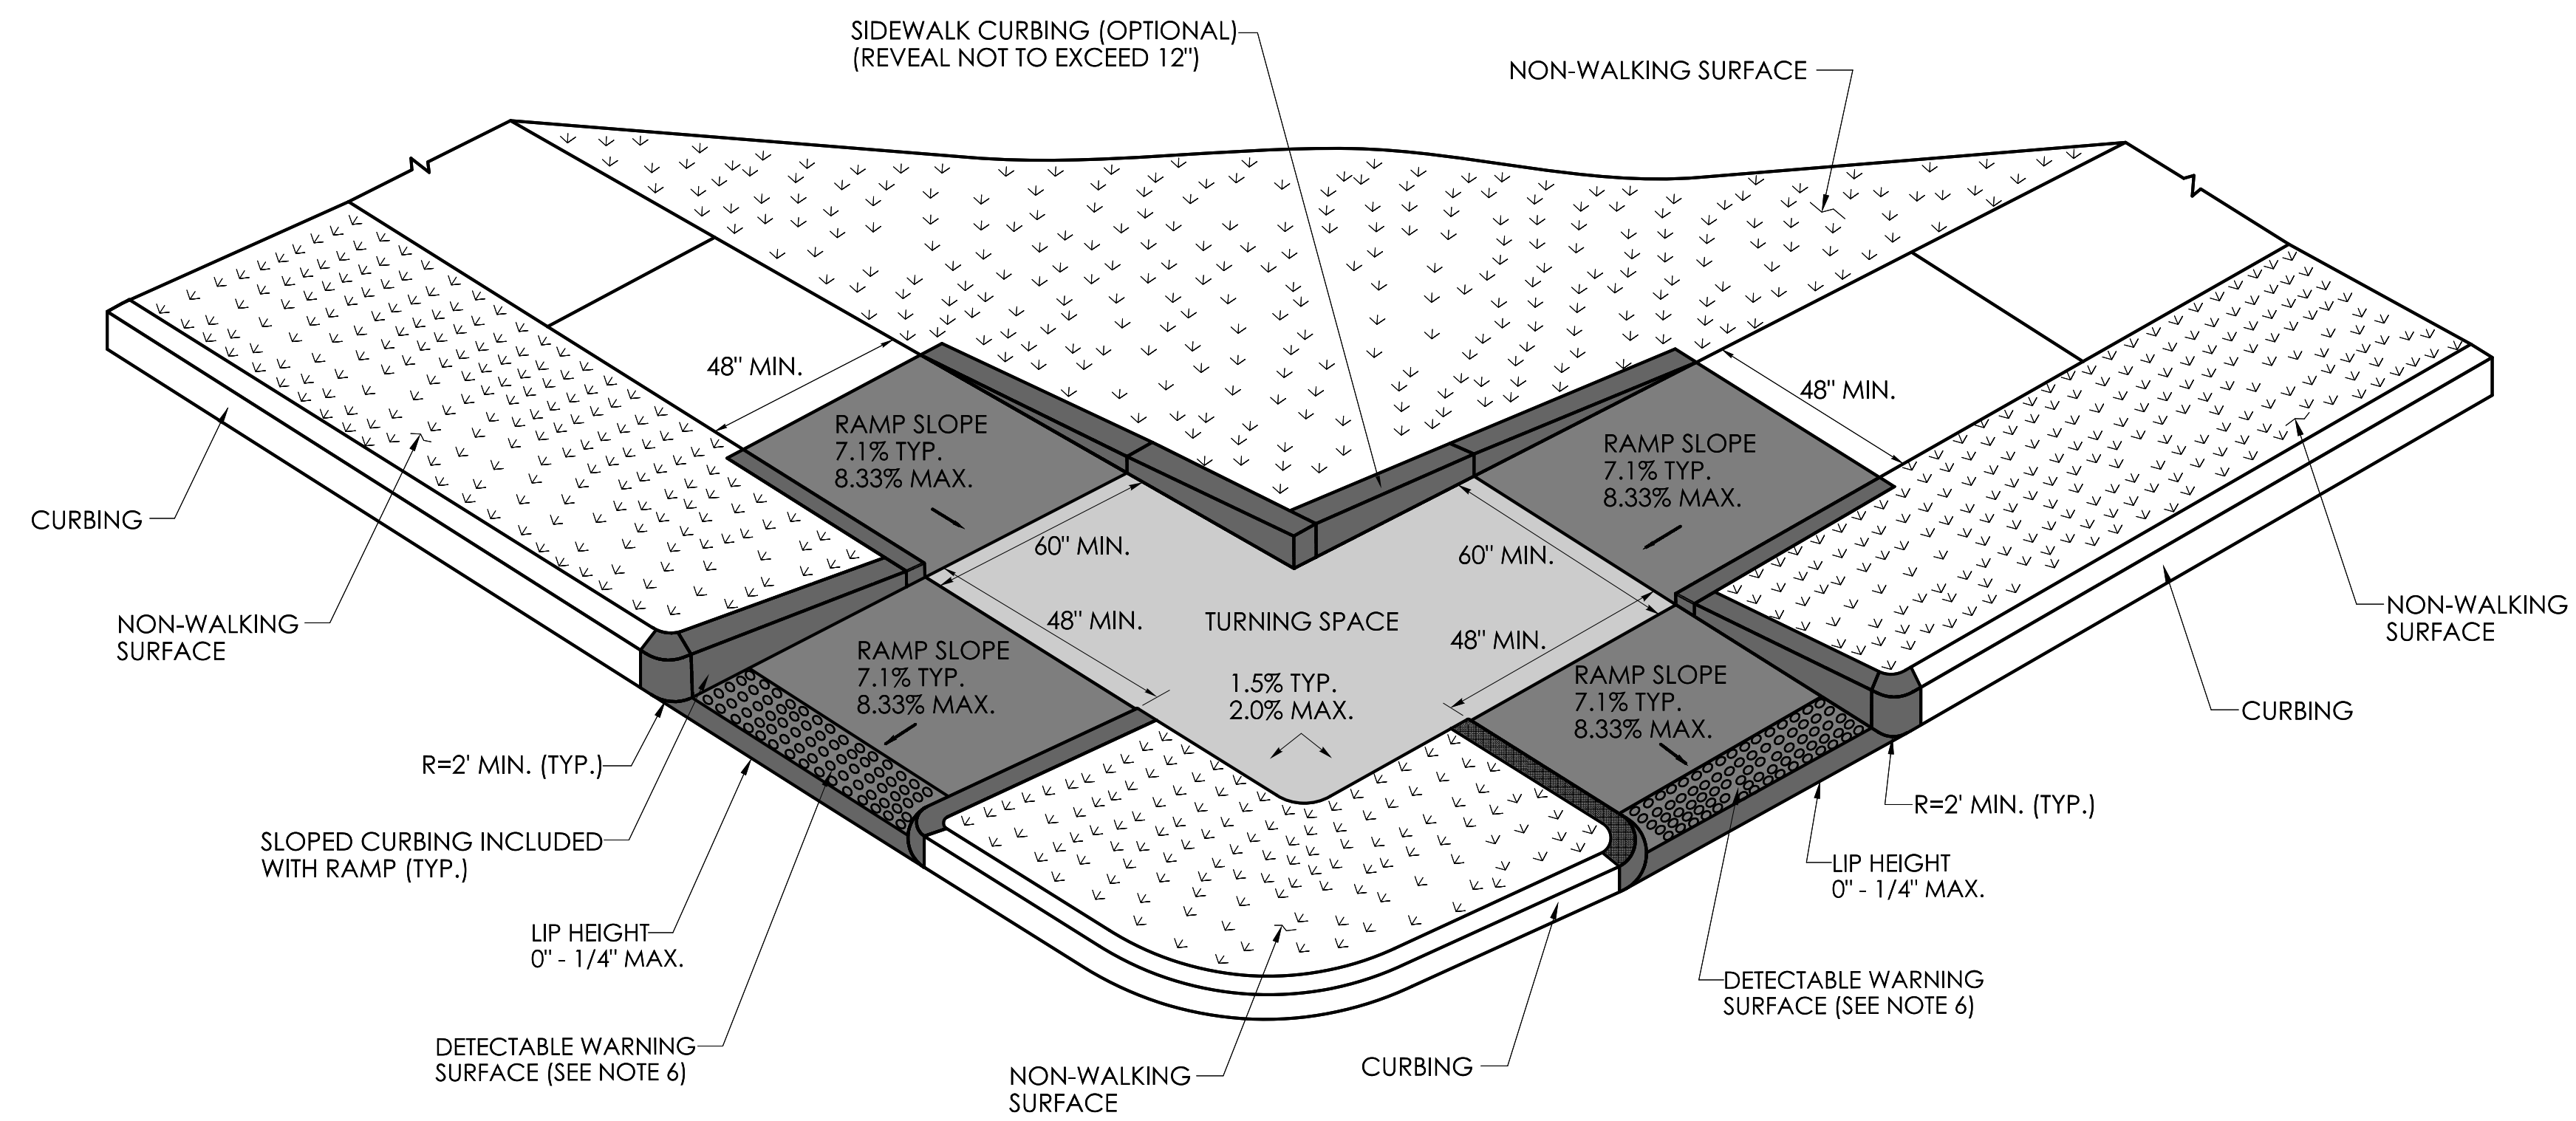 SIDEWALK CURBING (OPTIONAL)
(REVEAL NOT TO EXCEED 12")
NON-WALKING SURFACE
48" MIN.
48" MIN.
RAMP SLOPE
7.1% TYP.
8.33% MAX.
RAMP SLOPE
7.1% TYP.
8.33% MAX.
CURBING
60" MIN.
60" MIN.
NON-WALKING
SURFACE
48" MIN.
TURNING SPACE
48" MIN.
NON-WALKING
SURFACE
RAMP SLOPE
7.1% TYP.
8.33% MAX.
1.5% TYP.
2.0% MAX.
RAMP SLOPE
7.1% TYP.
8.33% MAX.
CURBING
R=2' MIN. (TYP.)
R=2' MIN. (TYP.)
SLOPED CURBING INCLUDED
WITH RAMP (TYP.)
LIP HEIGHT
0" - 1/4" MAX.
LIP HEIGHT
0" - 1/4" MAX.
DETECTABLE WARNING
SURFACE (SEE NOTE 6)
DETECTABLE WARNING
SURFACE (SEE NOTE 6)
NON-WALKING
SURFACE
CURBING